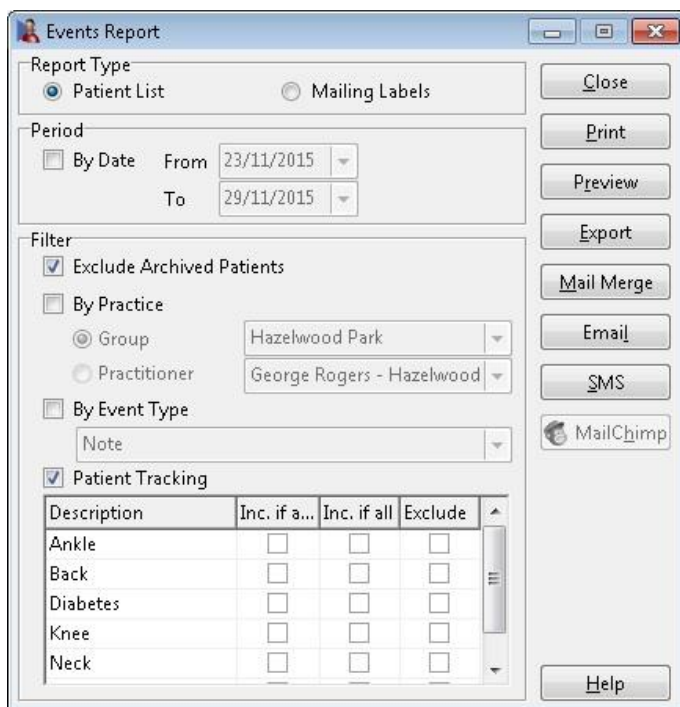 Events Report
Report Type
Patient List Mailing Labels
Close
Period
Print
By Date From 23/11/2015
To 29/11/2015
Preview
Export
Filter
Exclude Archived Patients
Mail Merge
By Practice
Group Hazelwood Park
Email
Practitioner George Rogers - Hazelwood
SMS
By Event Type
Note
MailChimp
Patient Tracking
Description Inc. if a... Inc. if all Exclude
Ankle
Back
Diabetes
Knee
Neck
Help